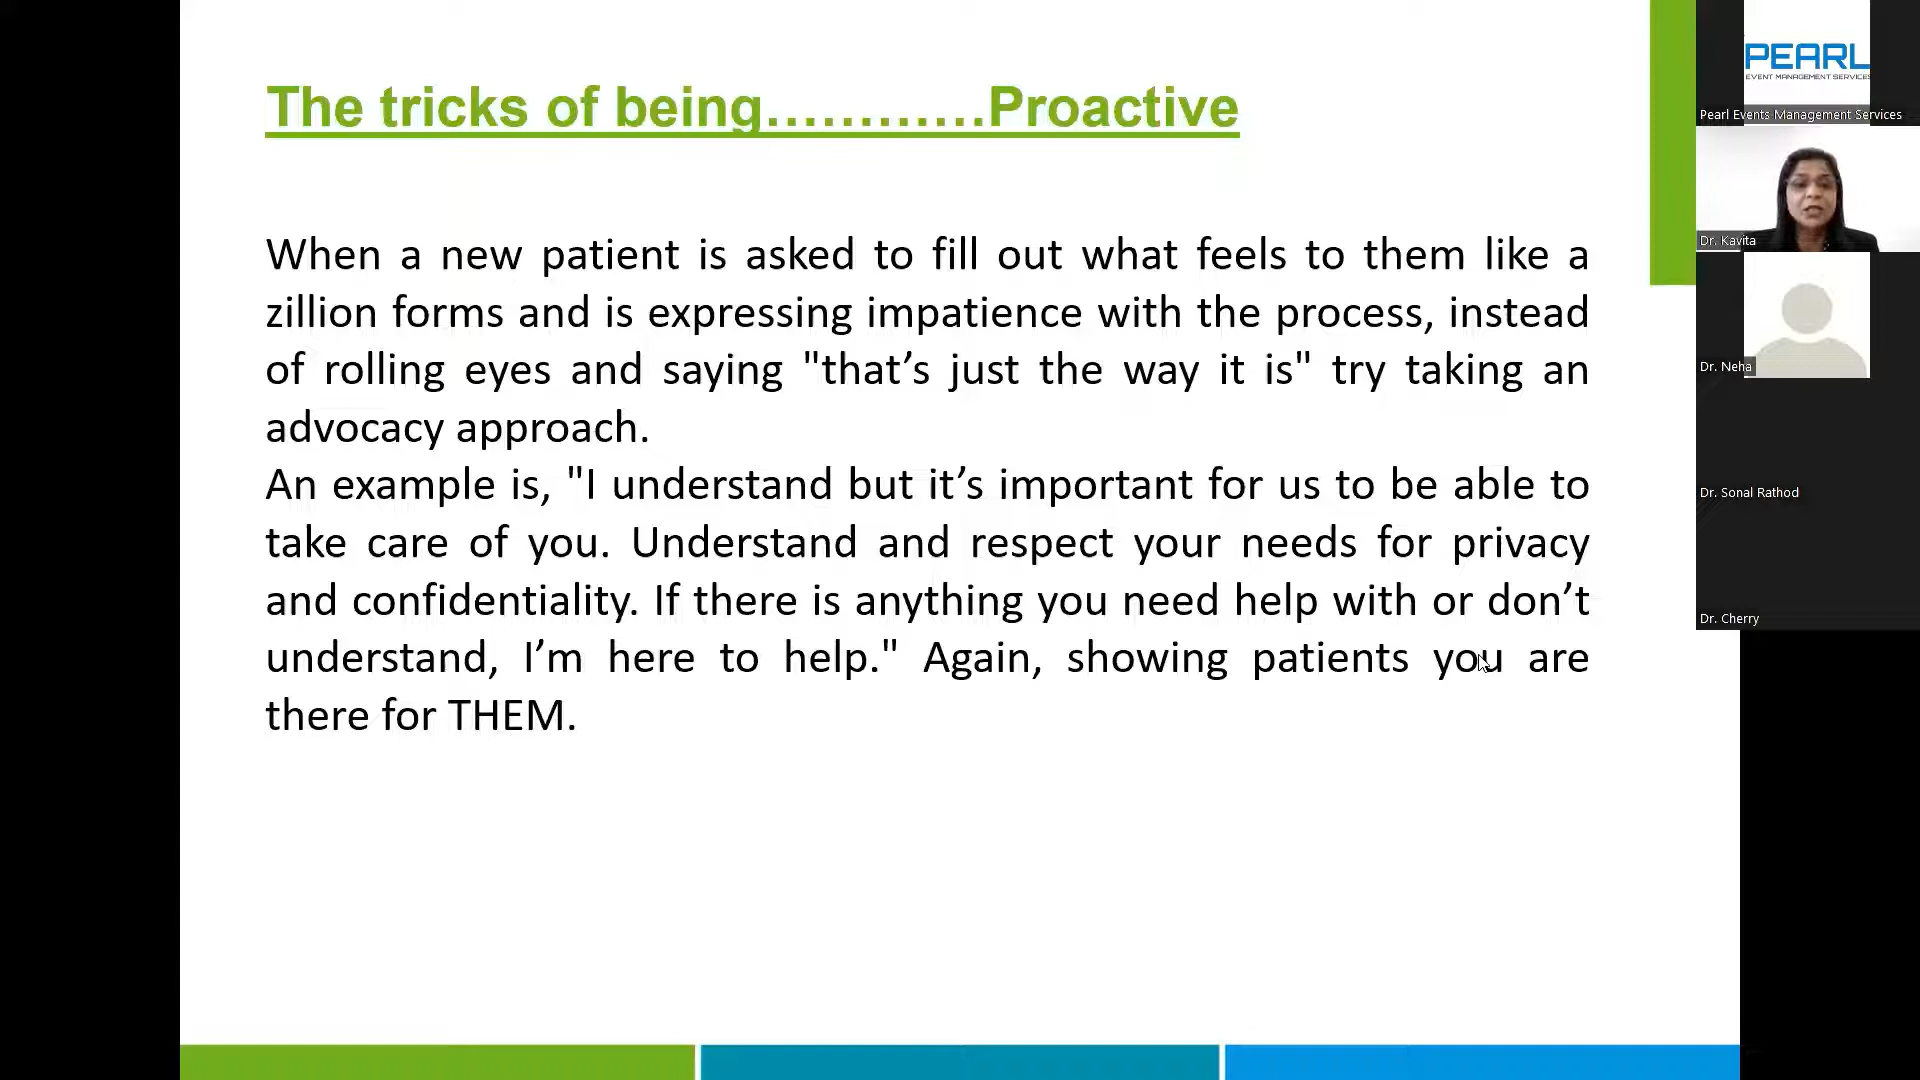 The tricks of being............Proactive
When a new patient is asked to fill out what feels to them like a
zillion forms and is expressing impatience with the process, instead
of rolling eyes and saying "that’s just the way it is" try taking an
advocacy approach.
An example is, "I understand but it’s important for us to be able to
take care of you. Understand and respect your needs for privacy
and confidentiality. If there is anything you need help with or don’t
understand, I’m here to help." Again, showing patients you are
there for THEM.
PEARL
EVENT MANAGEMENT SERVICES
Pearl Events Management Services
Dr. Kavita
Dr. Neha
Dr. Sonal Rathod
Dr. Cherry